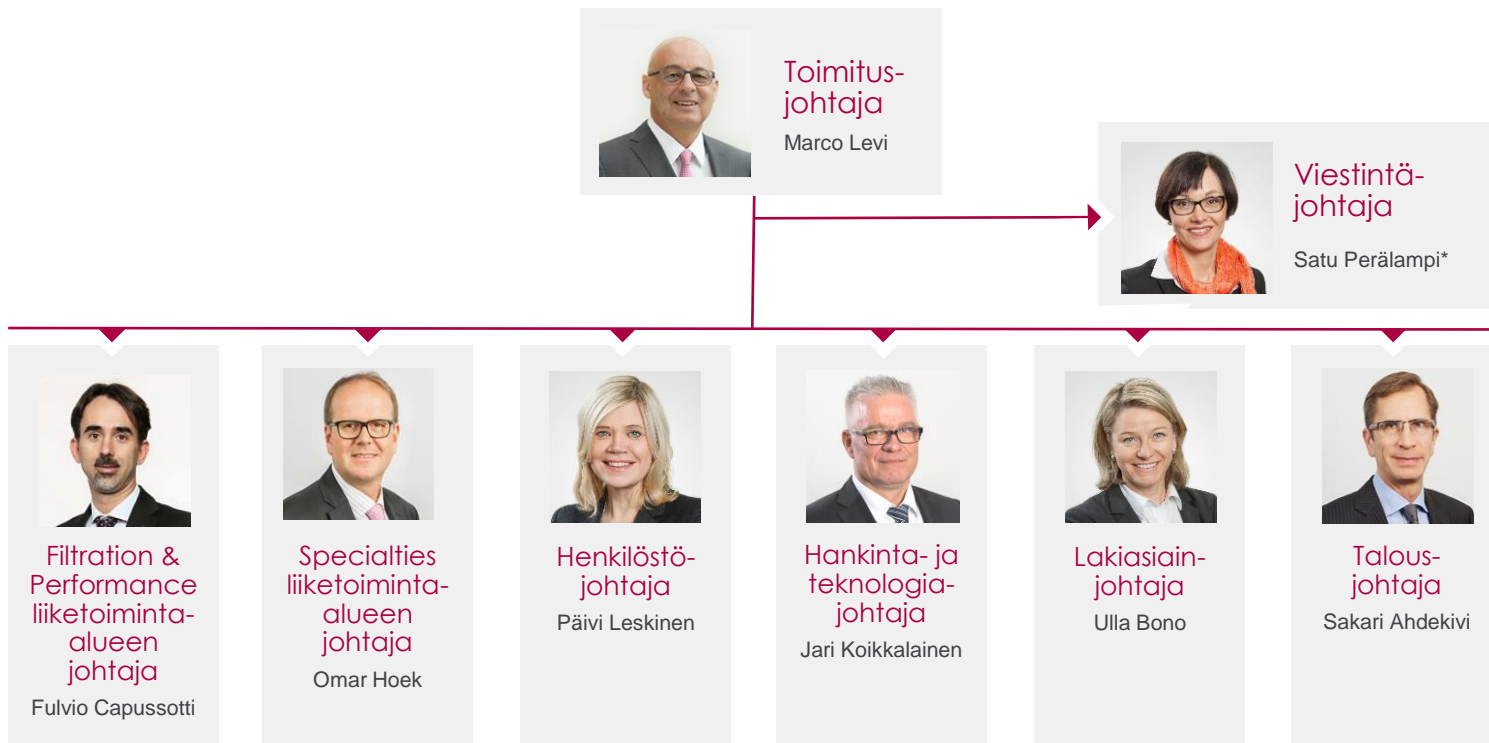 Toimitus-
johtaja
Marco Levi
Viestintä-
johtaja
Satu Perälampi*
Filtration &
Performance
liiketoiminta-
alueen
johtaja
Fulvio Capussotti
Specialties
liiketoiminta-
alueen
johtaja
Omar Hoek
Henkilöstö-
johtaja
Päivi Leskinen
Hankinta- ja
teknologia-
johtaja
Jari Koikkalainen
Lakiasiain-
johtaja
Ulla Bono
Talous-
johtaja
Sakari Ahdekivi